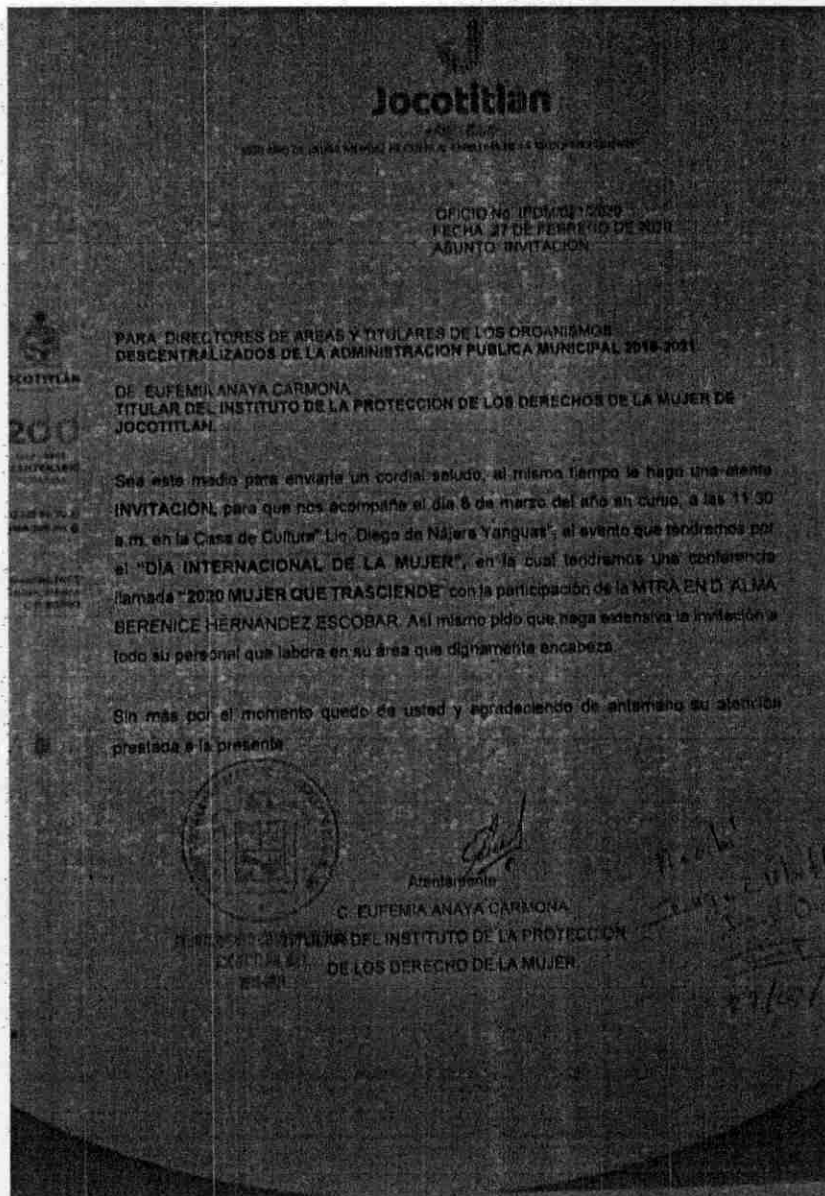 Jocotitlan
OFICIO No.
FECHA 27 DE FEBRERO DE 2020
ASUNTO INVITACION
PARA DIRECTORES DE AREAS Y TITULARES DE LOS ORGANISMOS
DESCENTRALIZADOS DE LA ADMINISTRACION PUBLICA MUNICIPAL 2019-2021
DE EUFEMIA ANAYA CARMONA
TITULAR DEL INSTITUTO DE LA PROTECCION DE LOS DERECHOS DE LA MUJER DE
JOCOTITLAN.
COTITLÁN
200
Sea este medio para enviarle un cordial saludo, al mismo tiempo le hago una atenta
INVITACIÓN, para que nos acompañe el día 6 de marzo del año en curso, a las 11:30
a.m. en la Casa de Cultura" Lic. Diego de Nájera Yanguas", al evento que tendremos por
el "DÍA INTERNACIONAL DE LA MUJER", en la cual tendremos una conferencia
llamada "2020 MUJER QUE TRASCIENDE" con la participación de la MTRA EN D. ALMA
BERENICE HERNANDEZ ESCOBAR. Así mismo pido que haga extensiva la invitación a
todo su personal que labora en su área que dignamente encabeza.
Sin más por el momento quedo de usted y agradeciendo de antemano su atención
prestada a la presente
Atentamente
C. EUFEMIA ANAYA CARMONA
TITULAR DEL INSTITUTO DE LA PROTECCION
DE LOS DERECHO DE LA MUJER.